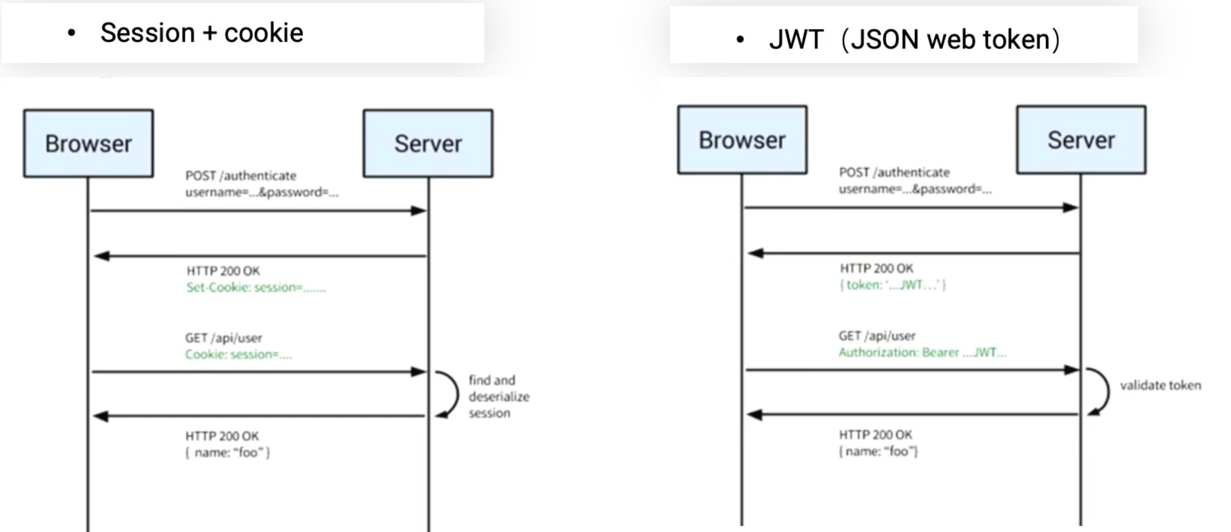 • Session + cookie
Browser
Server
POST /authenticate
username=...&password=...
HTTP 200 OK
Set-Cookie: session=.......
GET /api/user
Cookie: session=....
find and
deserialize
session
HTTP 200 OK
{ name: "foo" }
• JWT（JSON web token）
Browser
Server
POST /authenticate
username=...&password=...
HTTP 200 OK
{ token: '...JWT...' }
GET /api/user
Authorization: Bearer ...JWT...
validate token
HTTP 200 OK
{ name: "foo"}